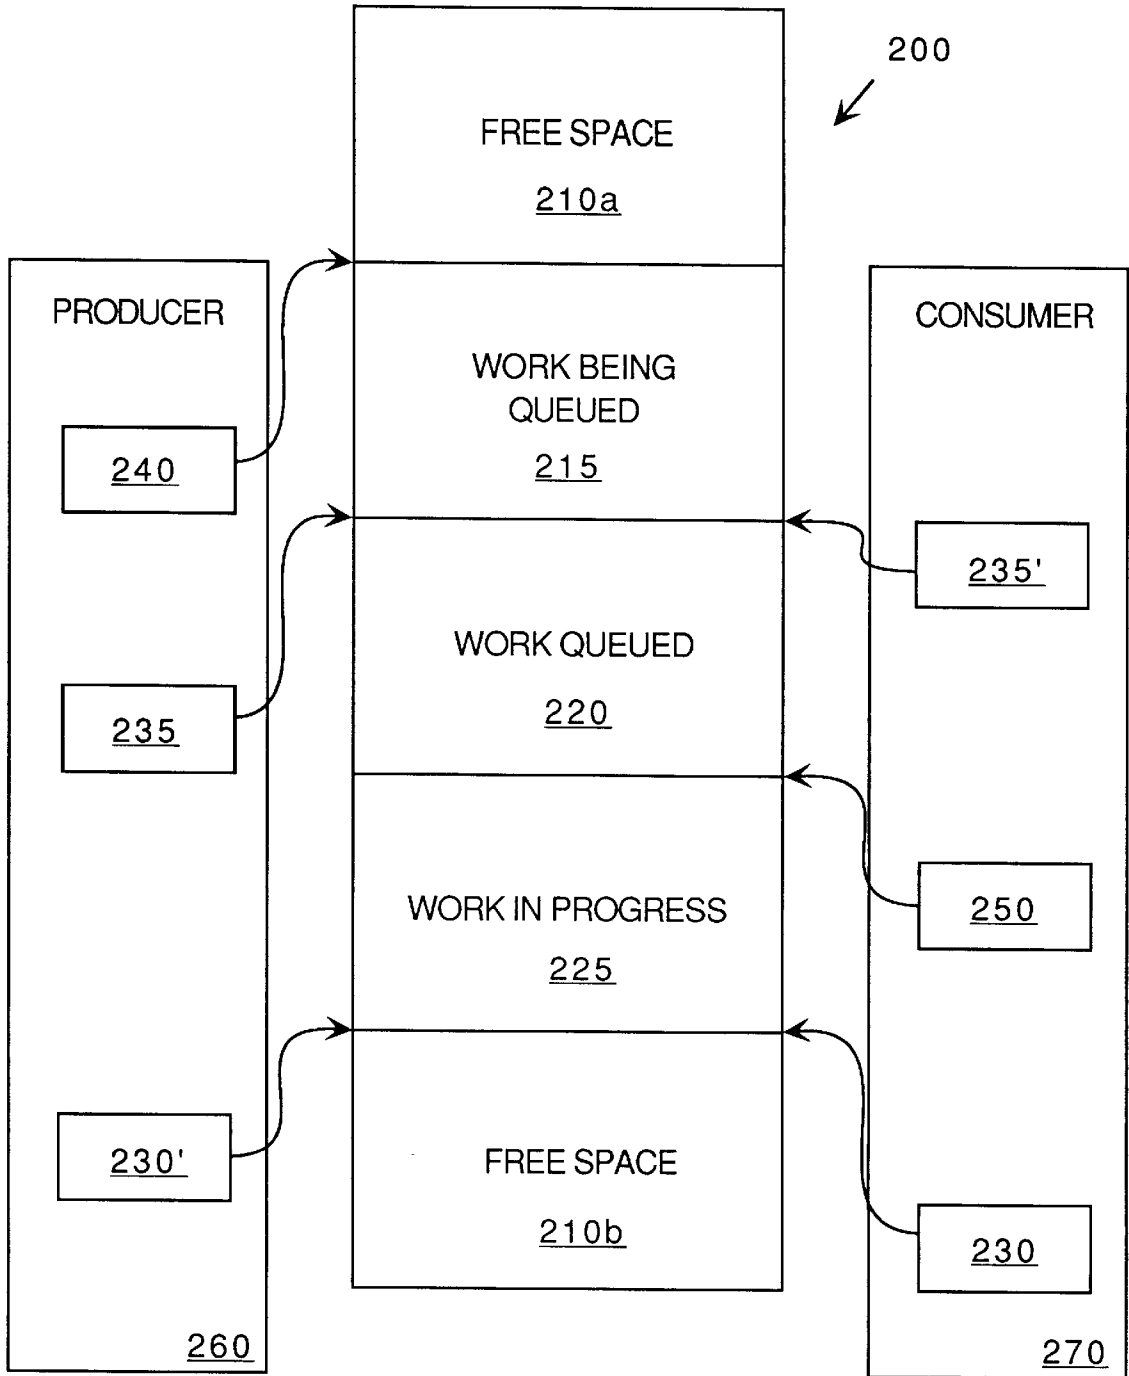 200
FREE SPACE
210a
PRODUCER
CONSUMER
WORK BEING
QUEUED
215
240
235
235'
WORK QUEUED
220
WORK IN PROGRESS
225
250
230'
FREE SPACE
210b
230
260
270